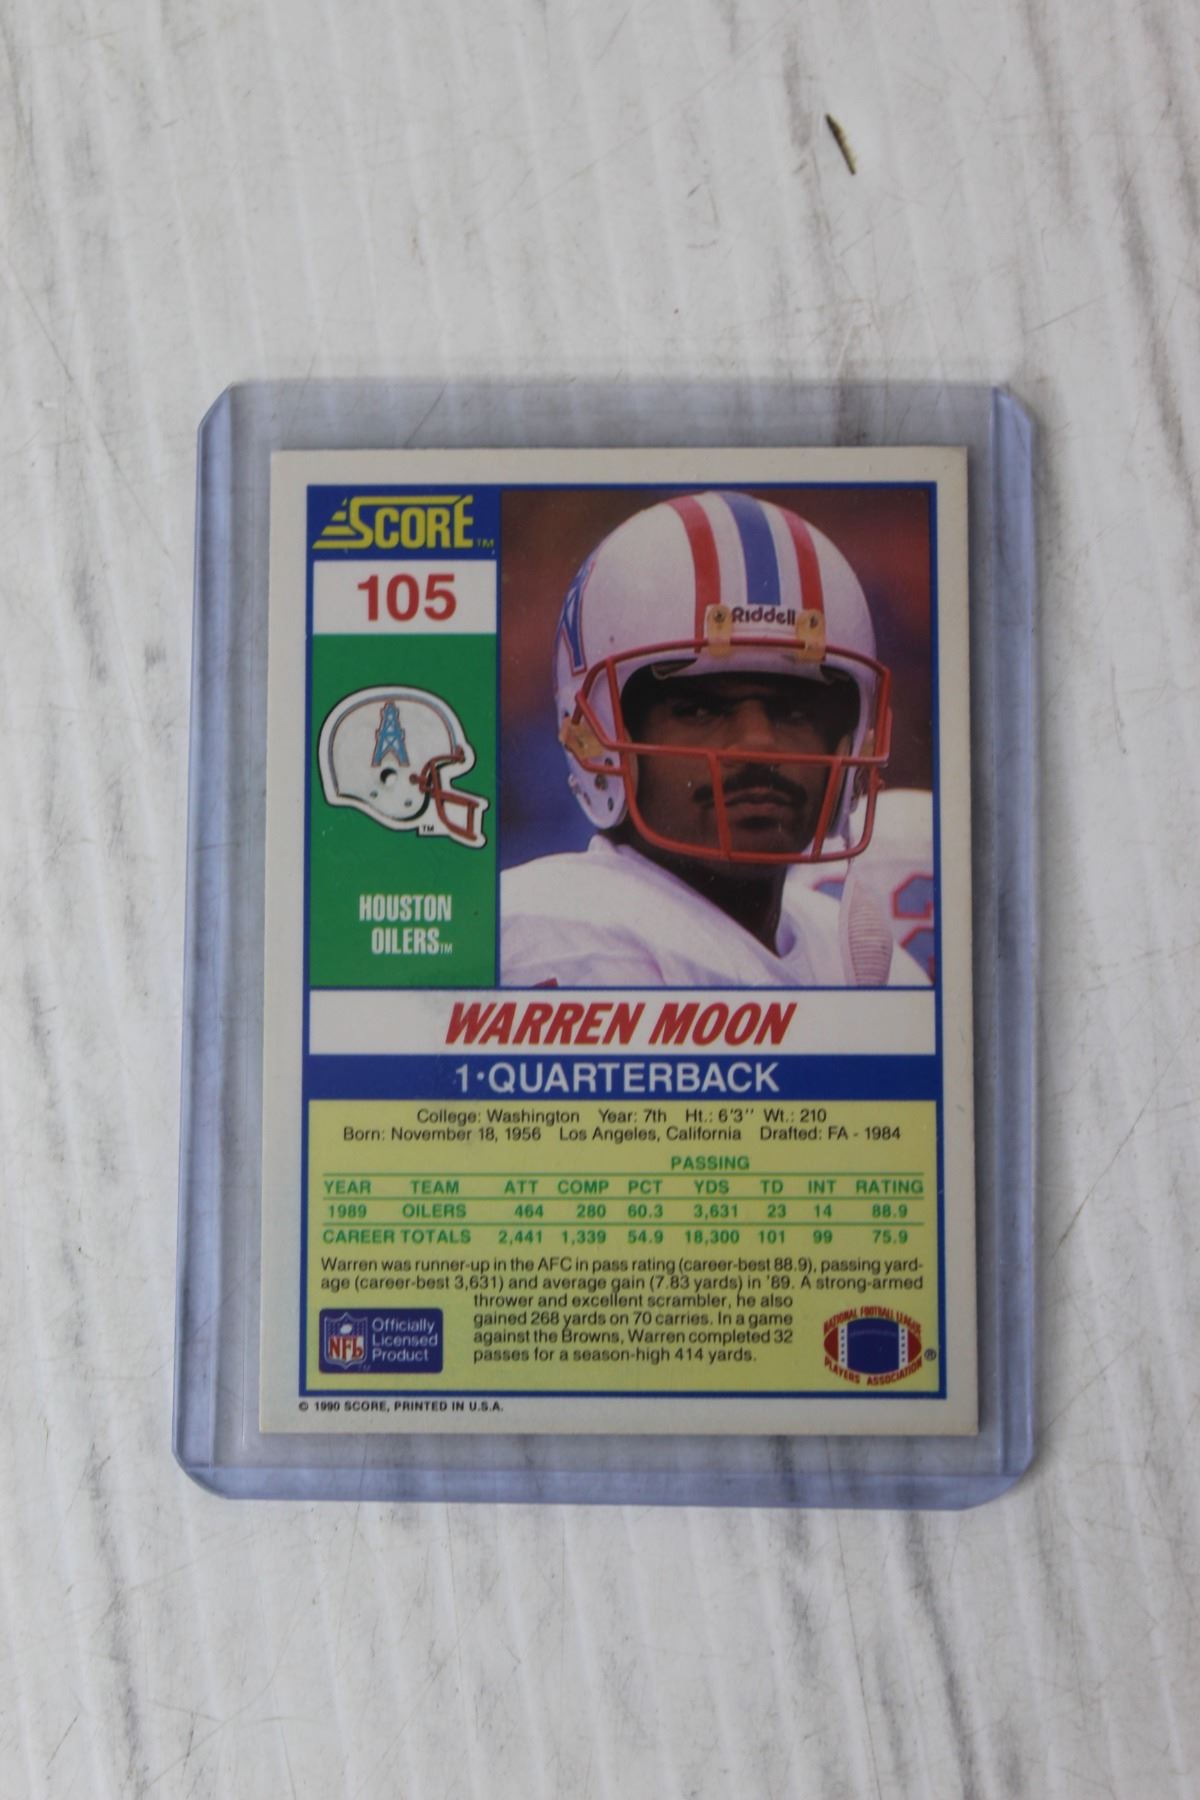 SCORE™
105
Riddell
TM
HOUSTON
OILERS™
WARREN MOON
1·QUARTERBACK
College: Washington Year: 7th Ht.: 6'3'' Wt.: 210
Born: November 18, 1956 Los Angeles, California Drafted: FA - 1984
PASSING
YEAR TEAM ATT COMP PCT YDS TD INT RATING
1989 OILERS 464 280 60.3 3,631 23 14 88.9
CAREER TOTALS 2,441 1,339 54.9 18,300 101 99 75.9
Warren was runner-up in the AFC in pass rating (career-best 88.9), passing yard-
age (career-best 3,631) and average gain (7.83 yards) in '89. A strong-armed
thrower and excellent scrambler, he also
gained 268 yards on 70 carries. In a game
against the Browns, Warren completed 32
passes for a season-high 414 yards.
NFL
Officially
Licensed
Product
TM
NATIONAL FOOTBALL LEAGUE
PLAYERS ASSOCIATION
®
© 1990 SCORE, PRINTED IN U.S.A.